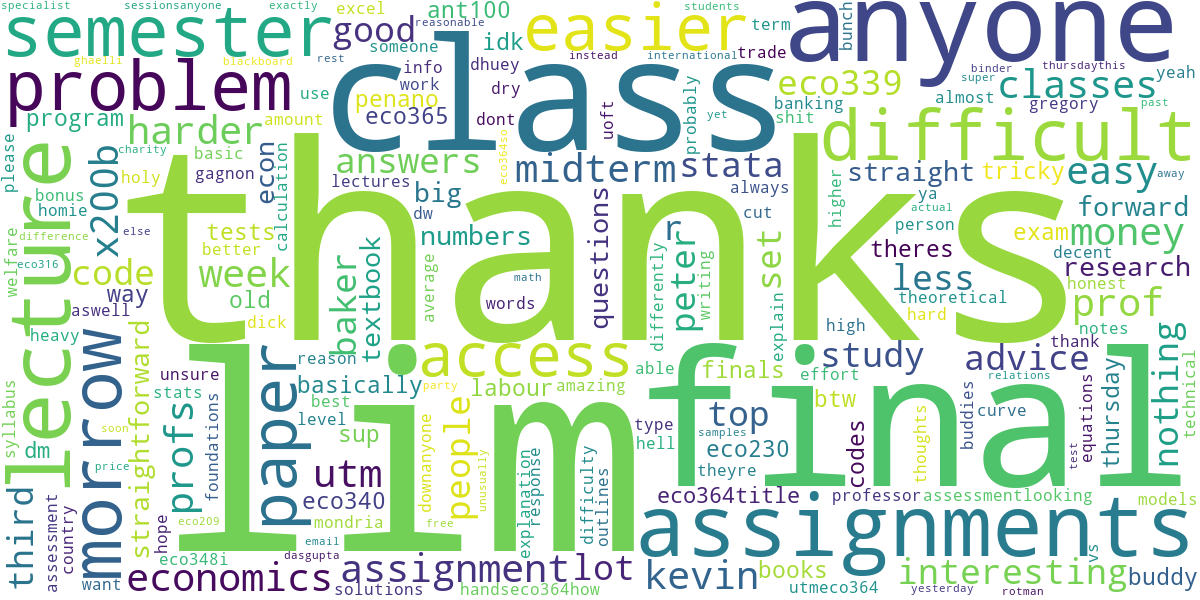 specialist
sessionsanyone
exactly
excel
ant100
students
semester
good
easier
anyone
bunch
someone
idk
term
instead
international
trade
ghaelli
blackboard
info
dhuey
rest
problem
class
work
dry
uoft
probably
eco339
binder
thursdaythis
super
yeah
classes
almost
past
gregory
use
penano
eco365
dont
banking
shit
yet
program
amount
harder
difficult
please
lecture
x200b
charity
basic
econ
calculation
answers
eco364so
midterm
stata
straight
tricky
easy
away
holy
gagnon
lectures
big
always
higher
ya
actual
forward
bonus
homie
thanks
dw
cut
person
exam
money
difference
else
tests
better
numbers
questions
r
set
theres
decent
welfare
eco316
code
week
baker
textbook
average
math
words
differently
peter
writing
explain
less
theoretical
research
honest
way
old
prof
aswell
dick
high
hard
notes
heavy
morrow
straightforward
reason
access
able
finals
study
thank
advice
nothing
technical
unsure
basically
party
labour
amazing
effort
relations
syllabus
stats
profs
foundations
paper
best
level
im
people
unusually
final
top
btw
thoughts
buddies
curve
equations
test
thursday
dm
soon
price
sup
type
hell
samples
eco230
theyre
codes
utm
downanyone
explanation
response
difficulty
outlines
third
assessment
country
want
hope
eco209
eco340
mondria
free
eco364title
professor
assessmentlooking
models
eco348i
email
dasgupta
assignments
vs
economics
assignment
lot
kevin
books
interesting
buddy
solutions
handseco364how
utmeco364
yesterday
rotman